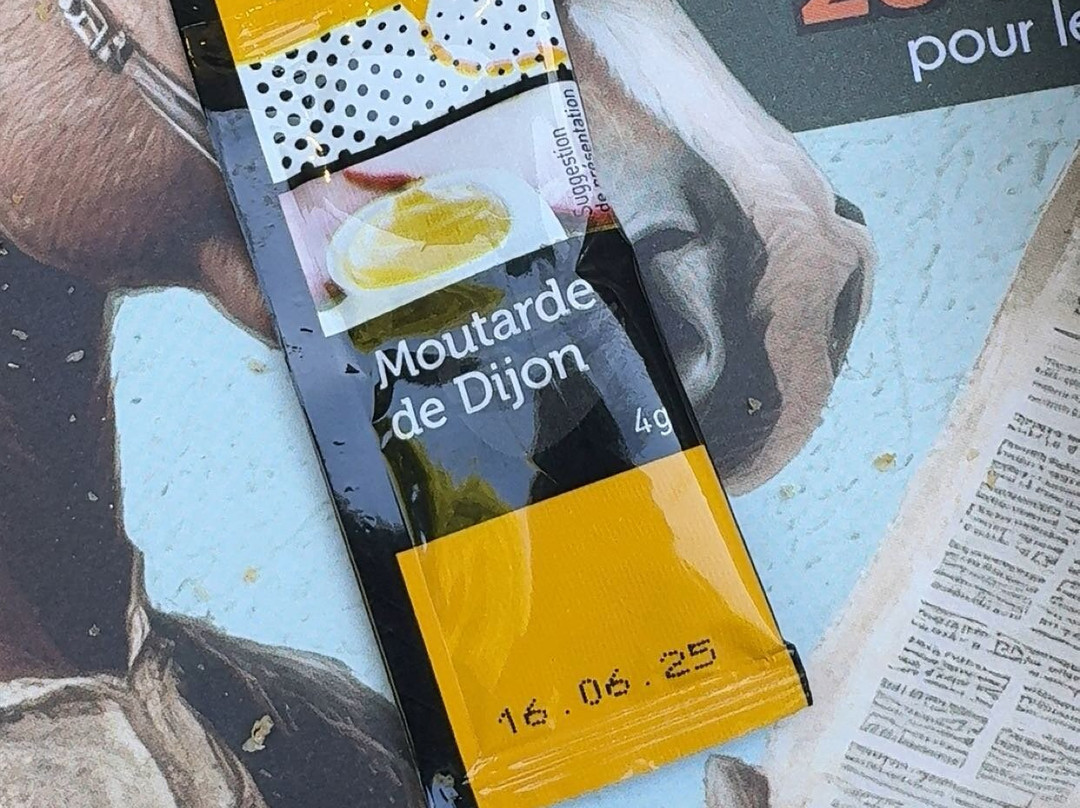 pour le
Suggestion
de présentation
Moutarde
de Dijon
4g
16.06.25